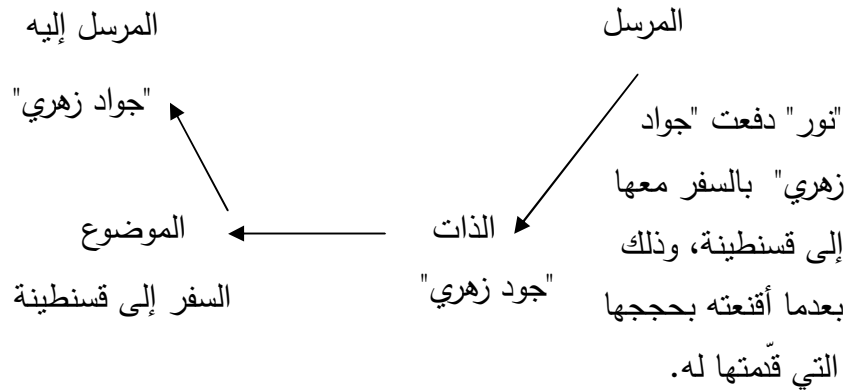 المرسل
"نور" دفعت "جواد
زهري" بالسفر معها
إلى قسنطينة، وذلك
بعدما أقنعته بحججها
التي قدّمتها له.
الذات
"جود زهري"
الموضوع
السفر إلى قسنطينة
المرسل إليه
"جواد زهري"